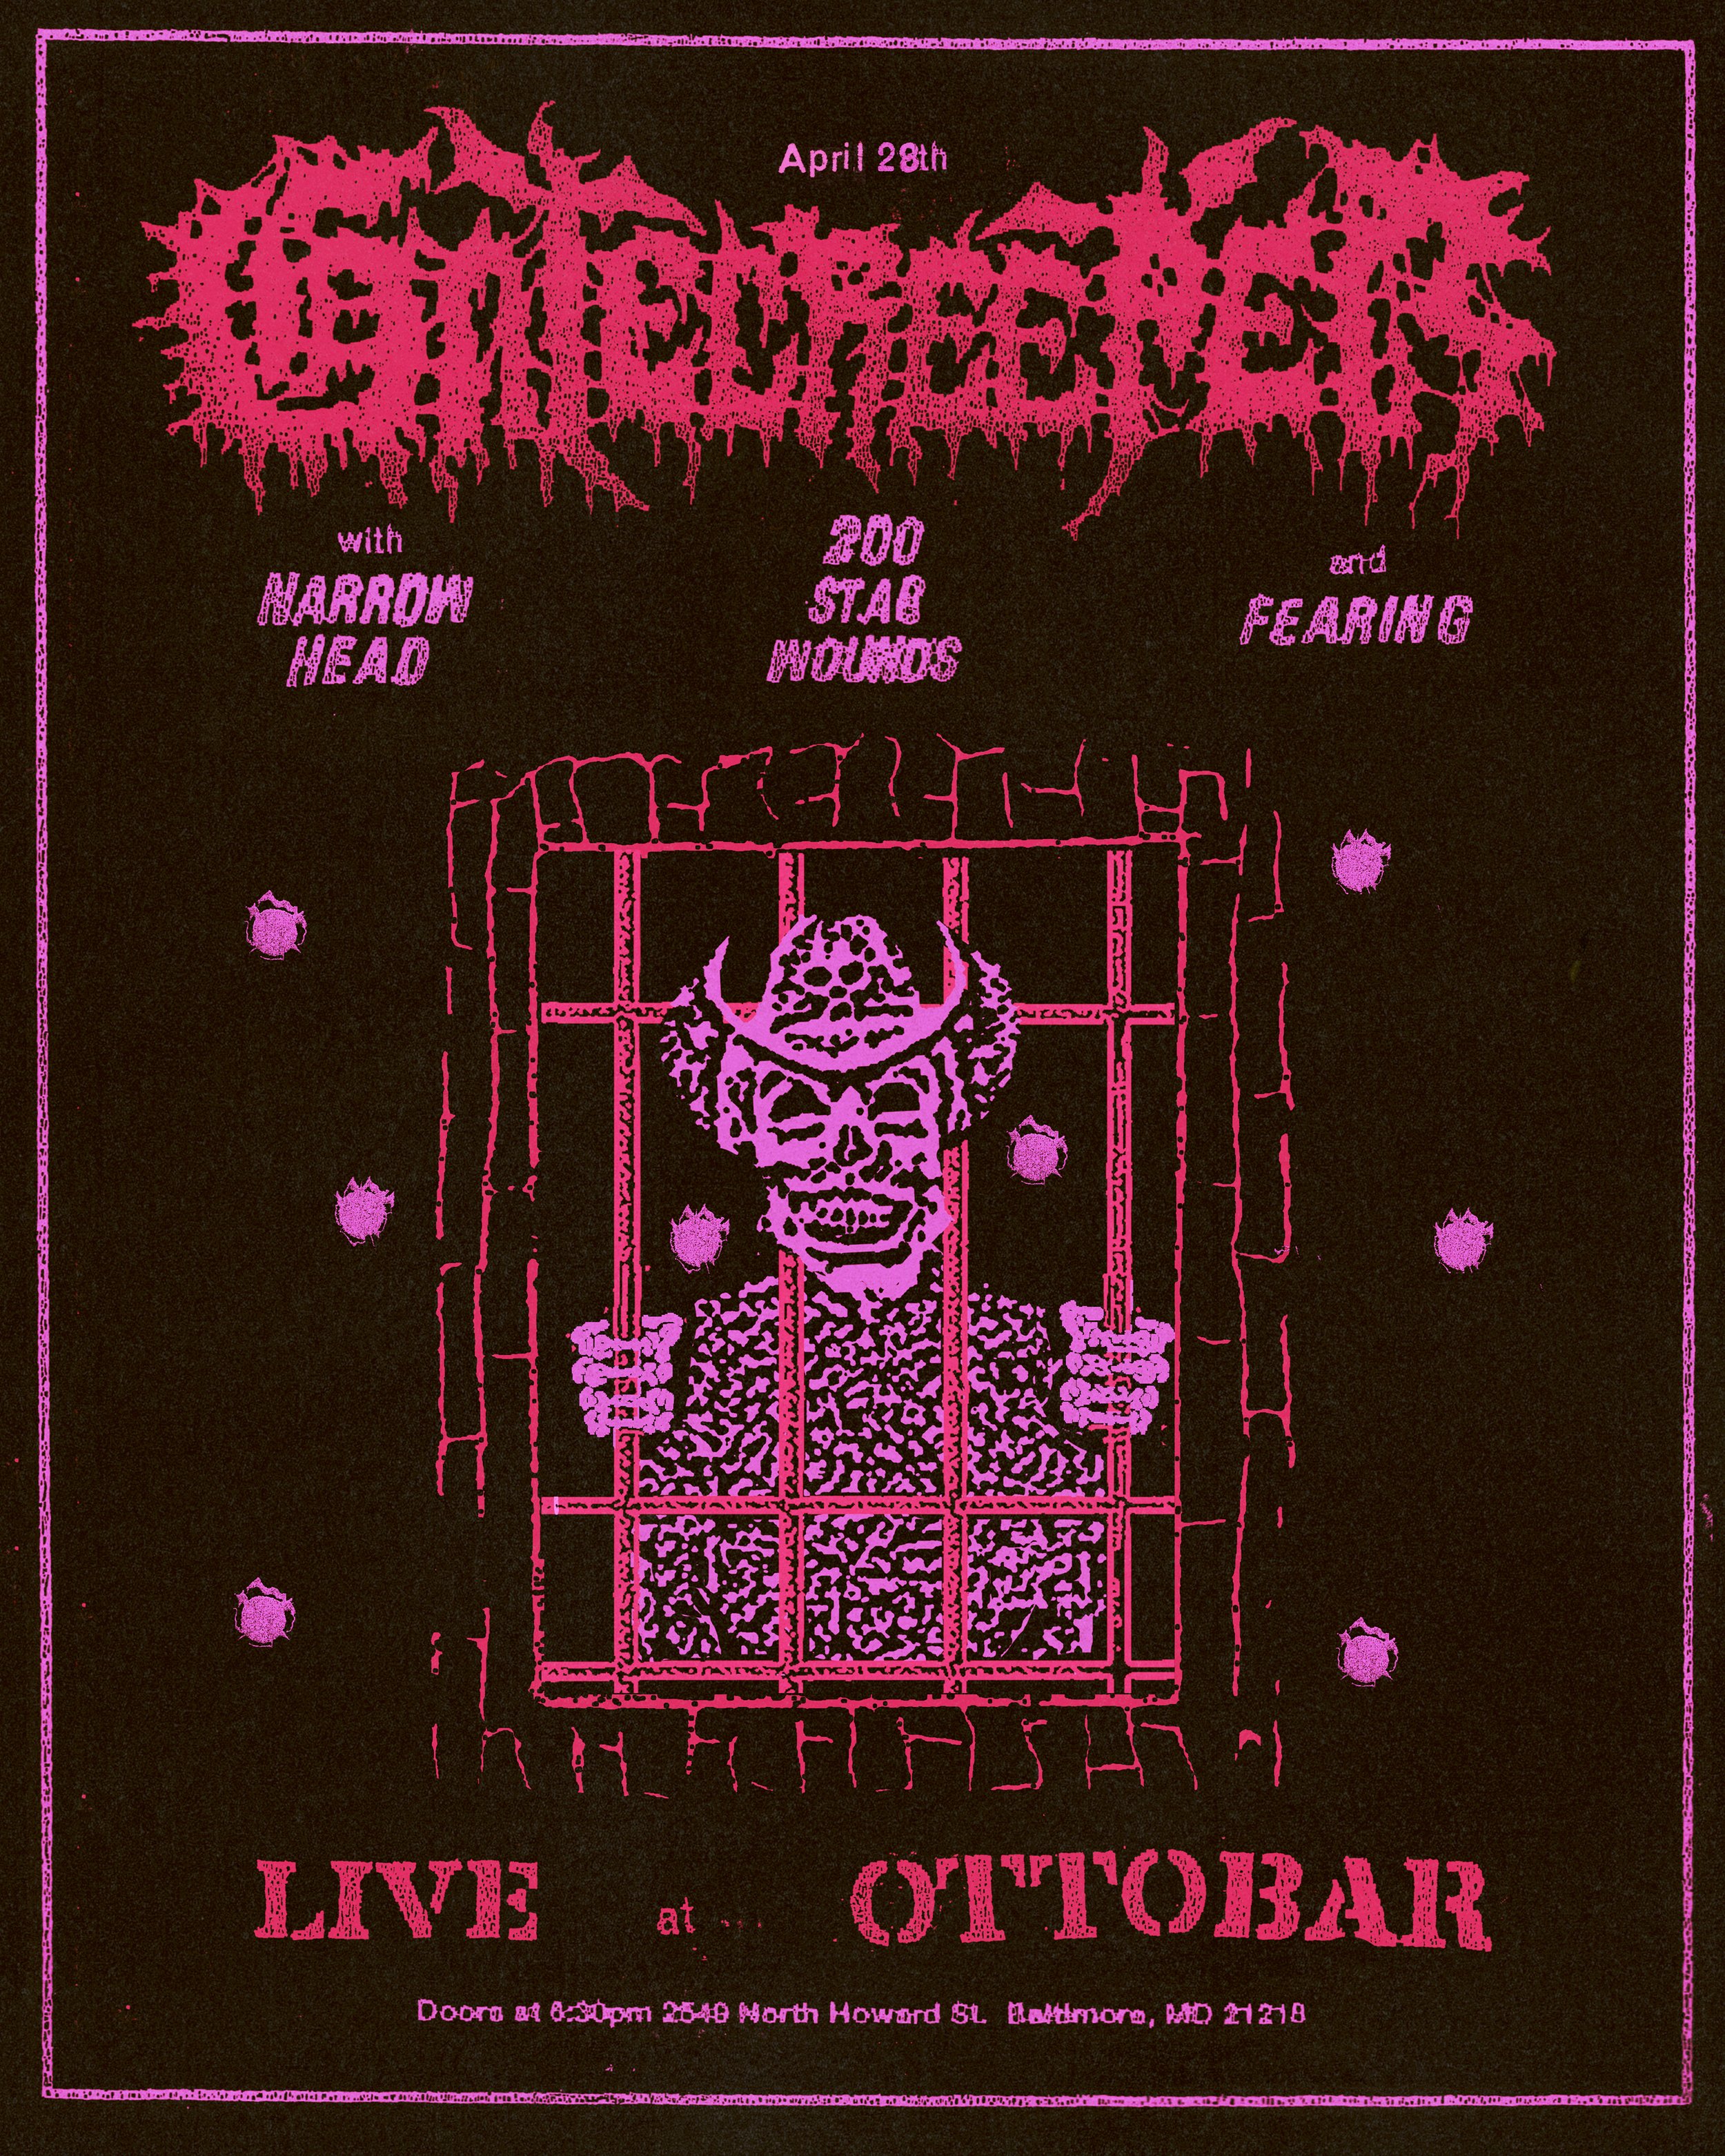 April 28th
GATECREEPER
with
NARROW
HEAD
200
STAB
WOUNDS
and
FEARING
LIVE at OTTOBAR
Doors at 6:30pm 2549 North Howard St. Baltimore, MD 21218